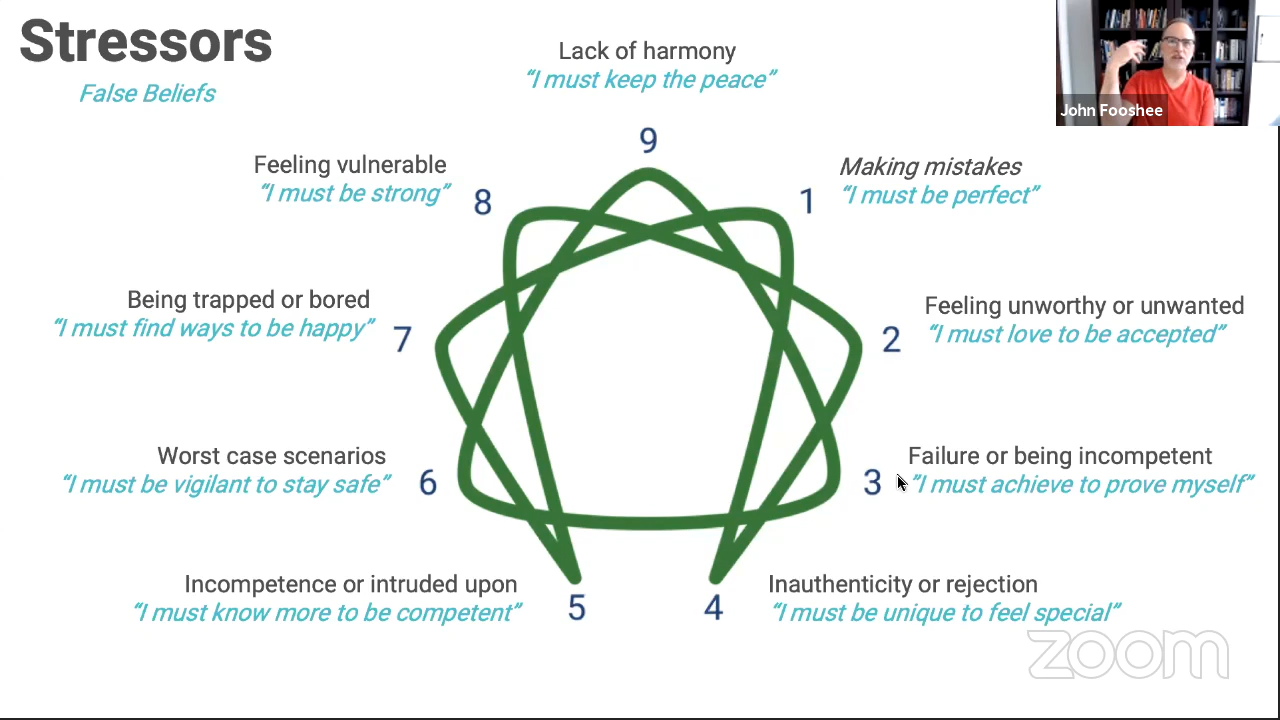 Stressors
False Beliefs
John Fooshee
Lack of harmony
“I must keep the peace”
9
Feeling vulnerable
“I must be strong”
8
Making mistakes
“I must be perfect”
1
Being trapped or bored
“I must find ways to be happy”
7
Feeling unworthy or unwanted
“I must love to be accepted”
2
Worst case scenarios
“I must be vigilant to stay safe”
6
Failure or being incompetent
”I must achieve to prove myself”
3
Incompetence or intruded upon
“I must know more to be competent”
5
Inauthenticity or rejection
“I must be unique to feel special”
4
zoom